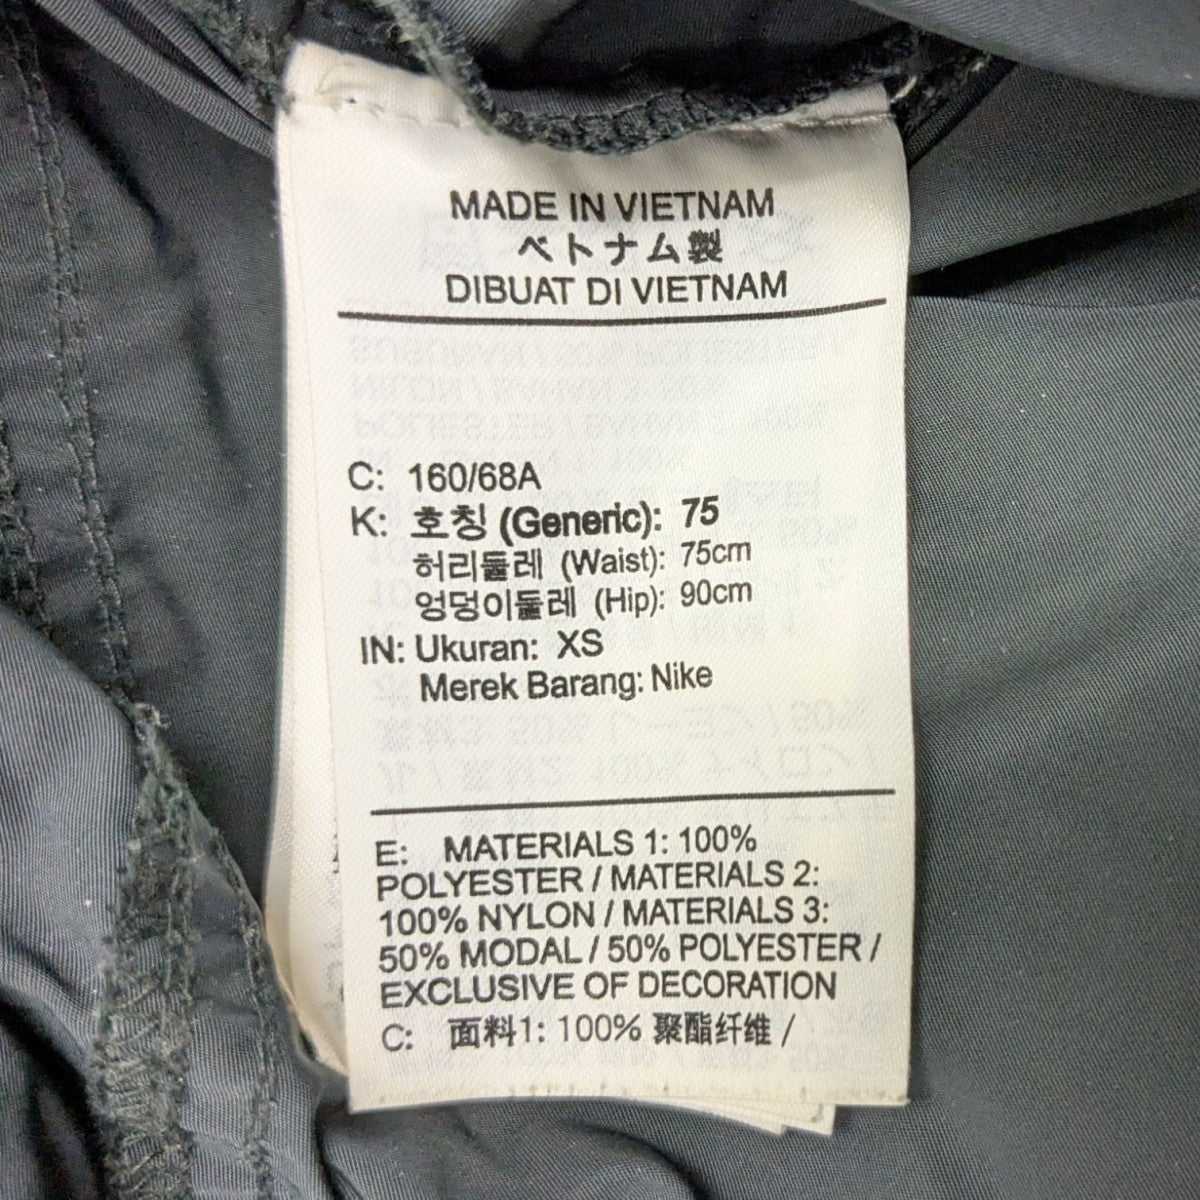 MADE IN VIETNAM
ベトナム製
DIBUAT DI VIETNAM
C: 160/68A
K: 호칭 (Generic): 75
허리둘레 (Waist): 75cm
엉덩이둘레 (Hip): 90cm
IN: Ukuran: XS
Merek Barang: Nike
E: MATERIALS 1: 100%
POLYESTER / MATERIALS 2:
100% NYLON / MATERIALS 3:
50% MODAL / 50% POLYESTER /
EXCLUSIVE OF DECORATION
C: 面料1: 100% 聚酯纤维 /